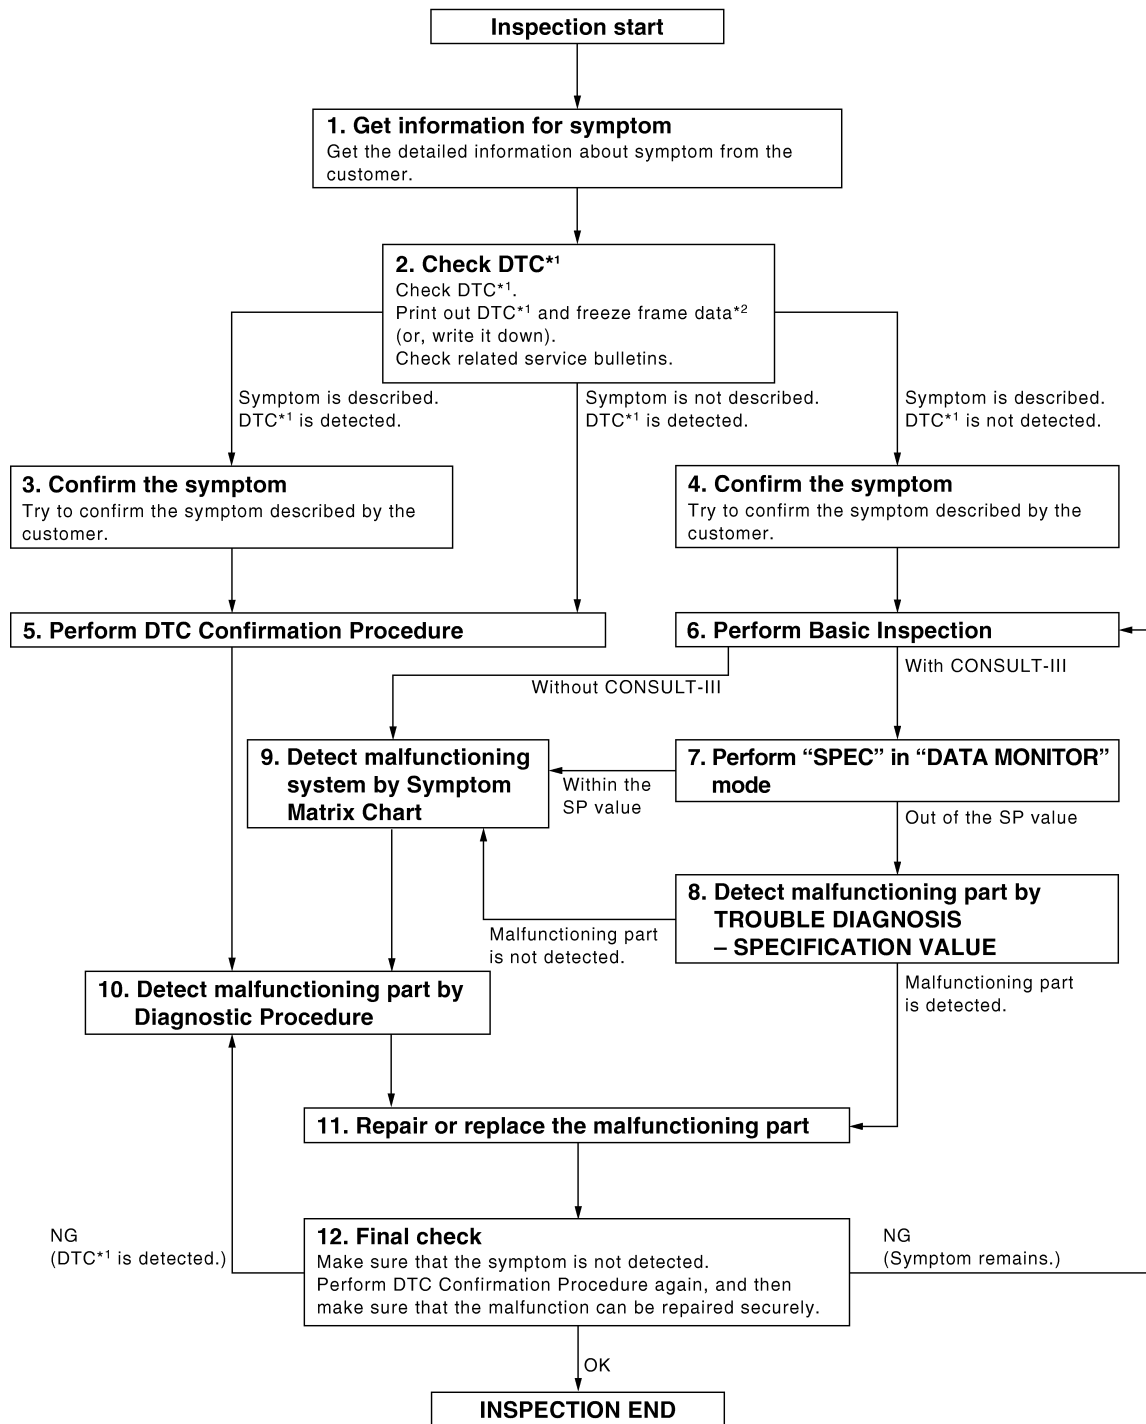 Inspection start
1. Get information for symptom
Get the detailed information about symptom from the
customer.
2. Check DTC*1
Check DTC*1.
Print out DTC*1 and freeze frame data*2
(or, write it down).
Check related service bulletins.
Symptom is described.
DTC*1 is detected.
Symptom is not described.
DTC*1 is detected.
Symptom is described.
DTC*1 is not detected.
3. Confirm the symptom
Try to confirm the symptom described by the
customer.
4. Confirm the symptom
Try to confirm the symptom described by the
customer.
5. Perform DTC Confirmation Procedure
6. Perform Basic Inspection
With CONSULT-III
Without CONSULT-III
9. Detect malfunctioning
system by Symptom
Matrix Chart
Within the
SP value
7. Perform “SPEC” in “DATA MONITOR”
mode
Out of the SP value
8. Detect malfunctioning part by
TROUBLE DIAGNOSIS
– SPECIFICATION VALUE
Malfunctioning part
is not detected.
Malfunctioning part
is detected.
10. Detect malfunctioning part by
Diagnostic Procedure
11. Repair or replace the malfunctioning part
NG
(DTC*1 is detected.)
12. Final check
Make sure that the symptom is not detected.
Perform DTC Confirmation Procedure again, and then
make sure that the malfunction can be repaired securely.
NG
(Symptom remains.)
OK
INSPECTION END